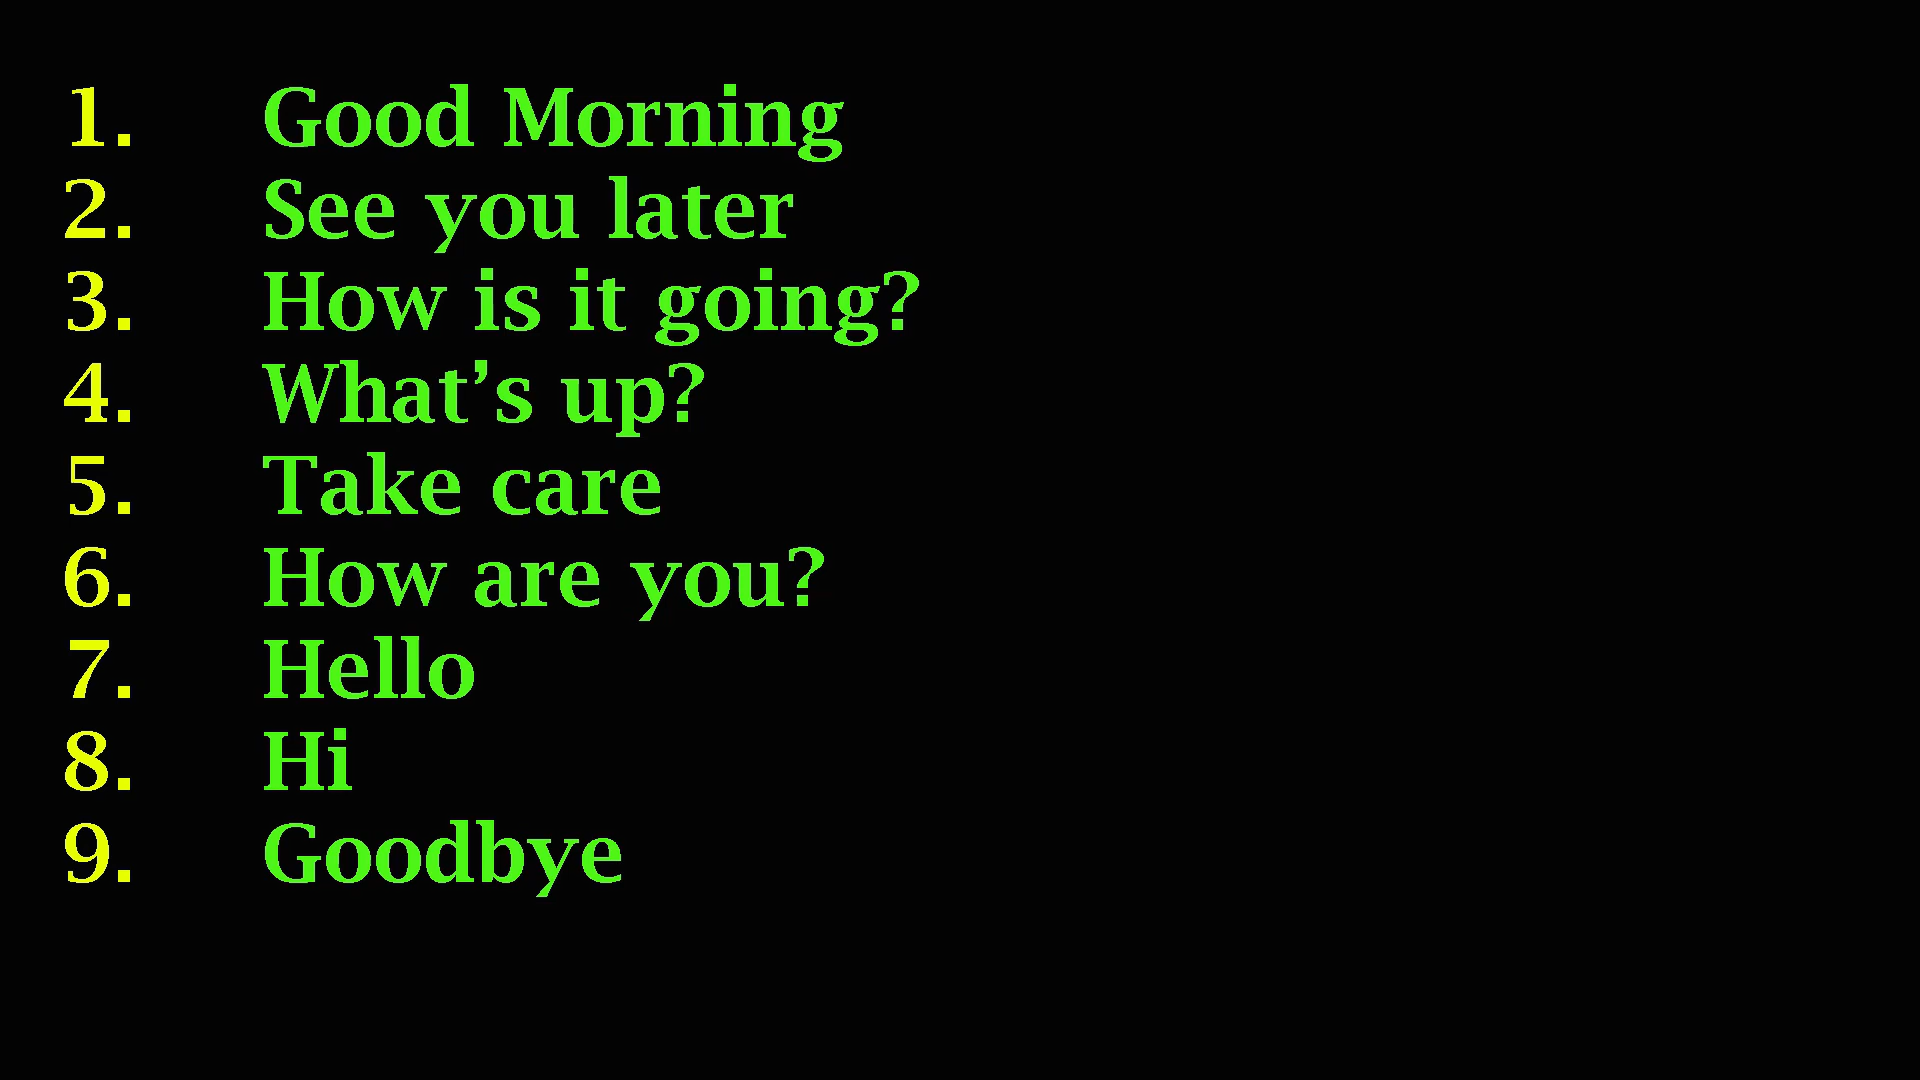 1. Good Morning
2. See you later
3. How is it going?
4. What’s up?
5. Take care
6. How are you?
7. Hello
8. Hi
9. Goodbye